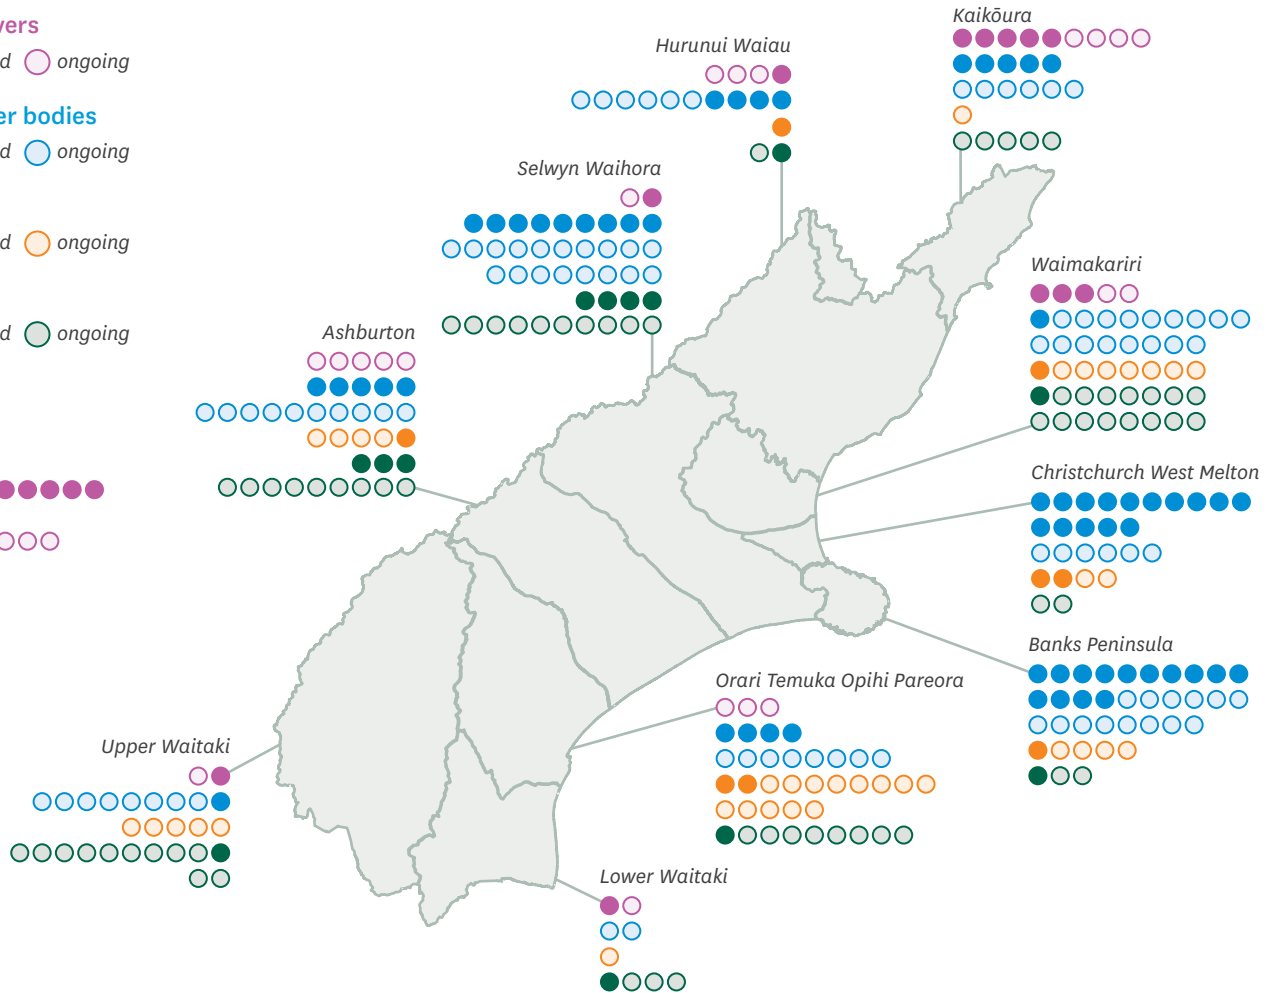 vers
d ongoing
er bodies
d ongoing
d ongoing
d ongoing
Kaikōura
Hurunui Waiau
Selwyn Waihora
Waimakariri
Ashburton
Christchurch West Melton
Banks Peninsula
Orari Temuka Opihi Pareora
Upper Waitaki
Lower Waitaki